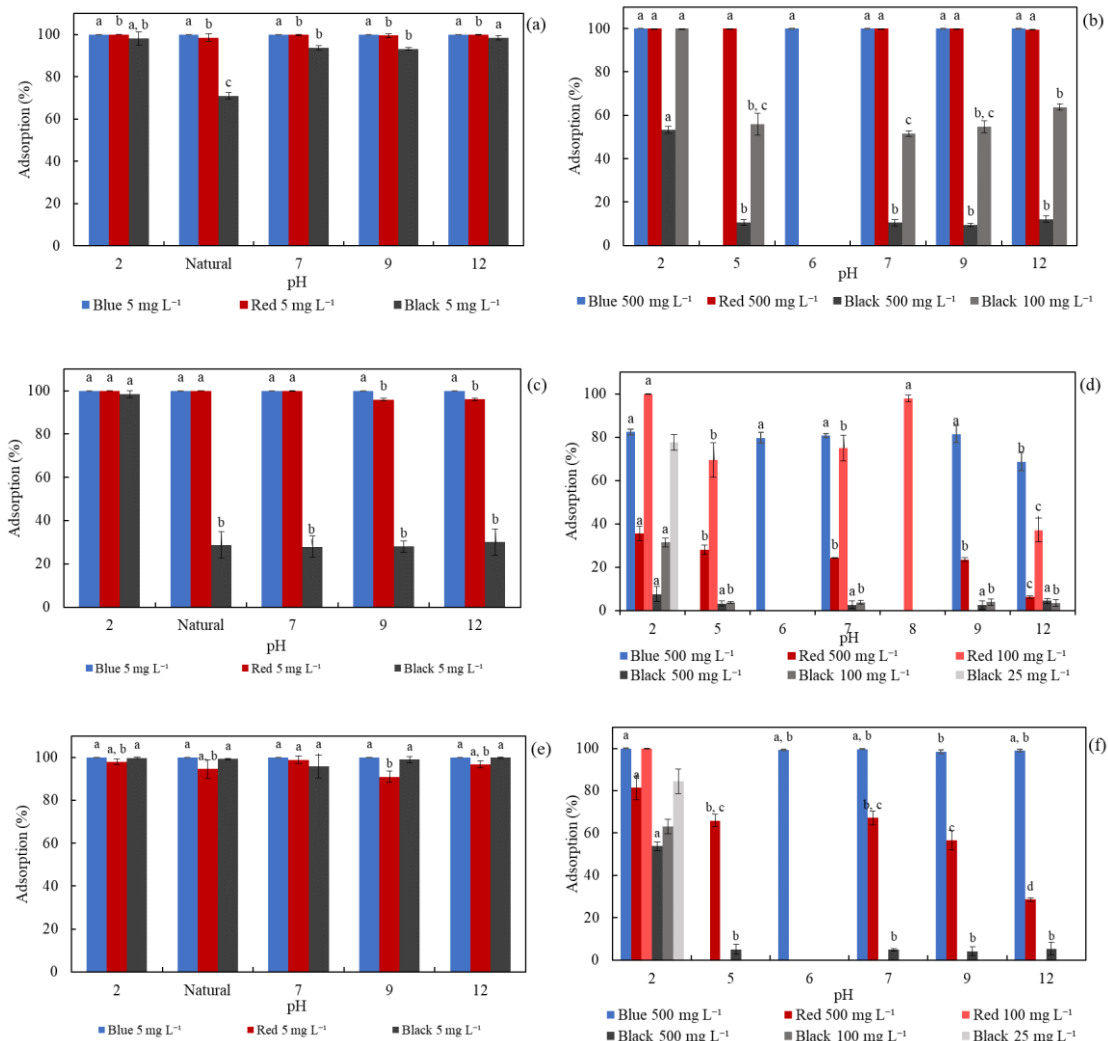 a b a, b a b a b a b a b a (a)
c b b
100
80
60
40
20
0
Adsorption (%)
2 Natural 7 9 12
pH
Blue 5 mg L⁻¹ Red 5 mg L⁻¹ Black 5 mg L⁻¹
a a a a a a a a a a a (b)
a b b, c b c b b, c b b
100
80
60
40
20
0
Adsorption (%)
2 5 6 7 9 12
pH
Blue 500 mg L⁻¹ Red 500 mg L⁻¹ Black 500 mg L⁻¹ Black 100 mg L⁻¹
a a a a a a a a b a b (c)
b b b b
100
80
60
40
20
0
Adsorption (%)
2 Natural 7 9 12
pH
Blue 5 mg L⁻¹ Red 5 mg L⁻¹ Black 5 mg L⁻¹
a a (d)
a b a a b a b
a a a b a b b b a b b c c a b
100
80
60
40
20
0
Adsorption (%)
2 5 6 7 8 9 12
pH
Blue 500 mg L⁻¹ Red 500 mg L⁻¹ Red 100 mg L⁻¹
Black 500 mg L⁻¹ Black 100 mg L⁻¹ Black 25 mg L⁻¹
a a, b a a a, b a a a a a b a a a, b a (e)
100
80
60
40
20
0
Adsorption (%)
2 Natural 7 9 12
pH
Blue 5 mg L⁻¹ Red 5 mg L⁻¹ Black 5 mg L⁻¹
a a, b a, b b a, b (f)
a a b, c b b, c b c b d b
100
80
60
40
20
0
Adsorption (%)
2 5 6 7 9 12
pH
Blue 500 mg L⁻¹ Red 500 mg L⁻¹ Red 100 mg L⁻¹
Black 500 mg L⁻¹ Black 100 mg L⁻¹ Black 25 mg L⁻¹